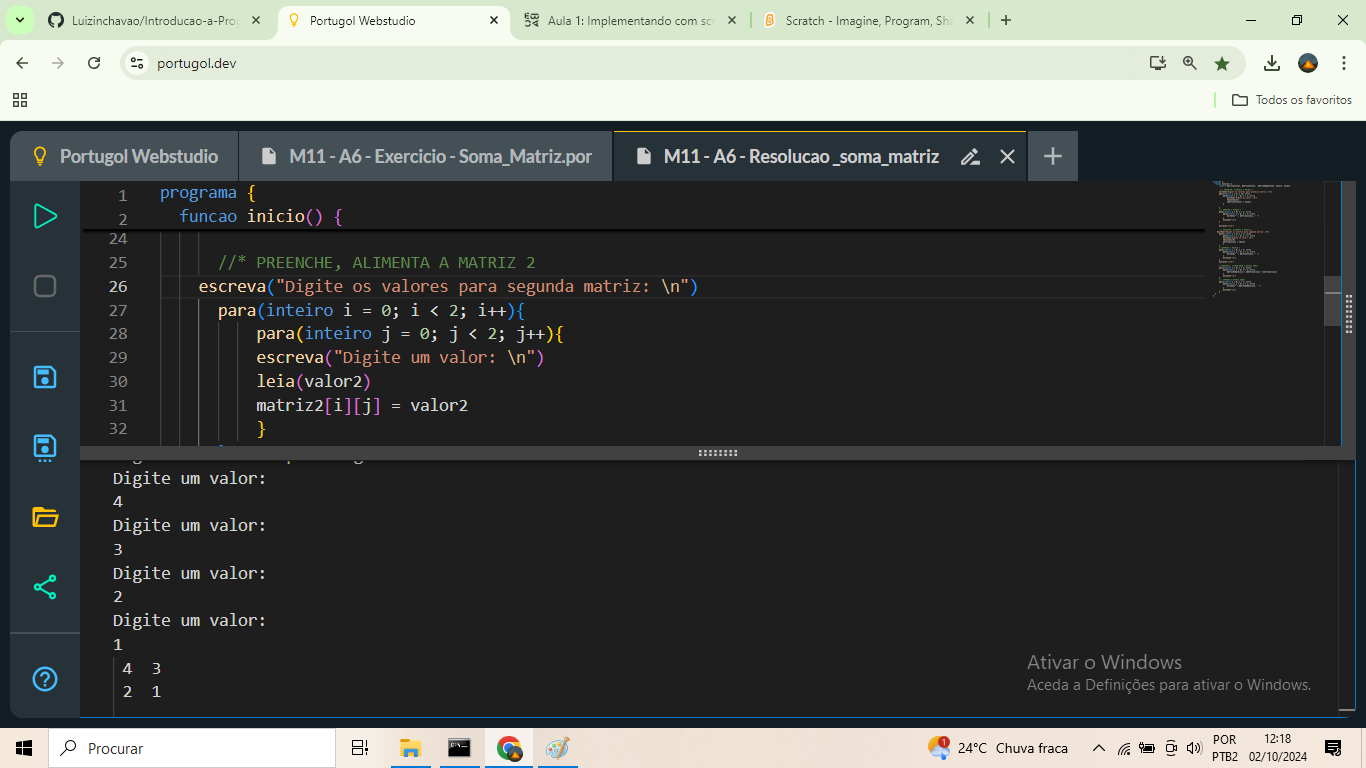 Luizinchavao/Introducao-a-Pro
Portugol Webstudio
Aula 1: Implementando com scr
Scratch - Imagine, Program, Sha
portugol.dev
Todos os favoritos
Portugol Webstudio
M11 - A6 - Exercicio - Soma_Matriz.por
M11 - A6 - Resolucao _soma_matriz
1 programa {
2 funcao inicio() {
24
25 //* PREENCHE, ALIMENTA A MATRIZ 2
26 escreva("Digite os valores para segunda matriz: \n")
27 para(inteiro i = 0; i < 2; i++){
28 para(inteiro j = 0; j < 2; j++){
29 escreva("Digite um valor: \n")
30 leia(valor2)
31 matriz2[i][j] = valor2
32 }
Digite um valor:
4
Digite um valor:
3
Digite um valor:
2
Digite um valor:
1
4 3
2 1
Ativar o Windows
Aceda a Definições para ativar o Windows.
Procurar
1
24°C Chuva fraca
POR
PTB2
12:18
02/10/2024